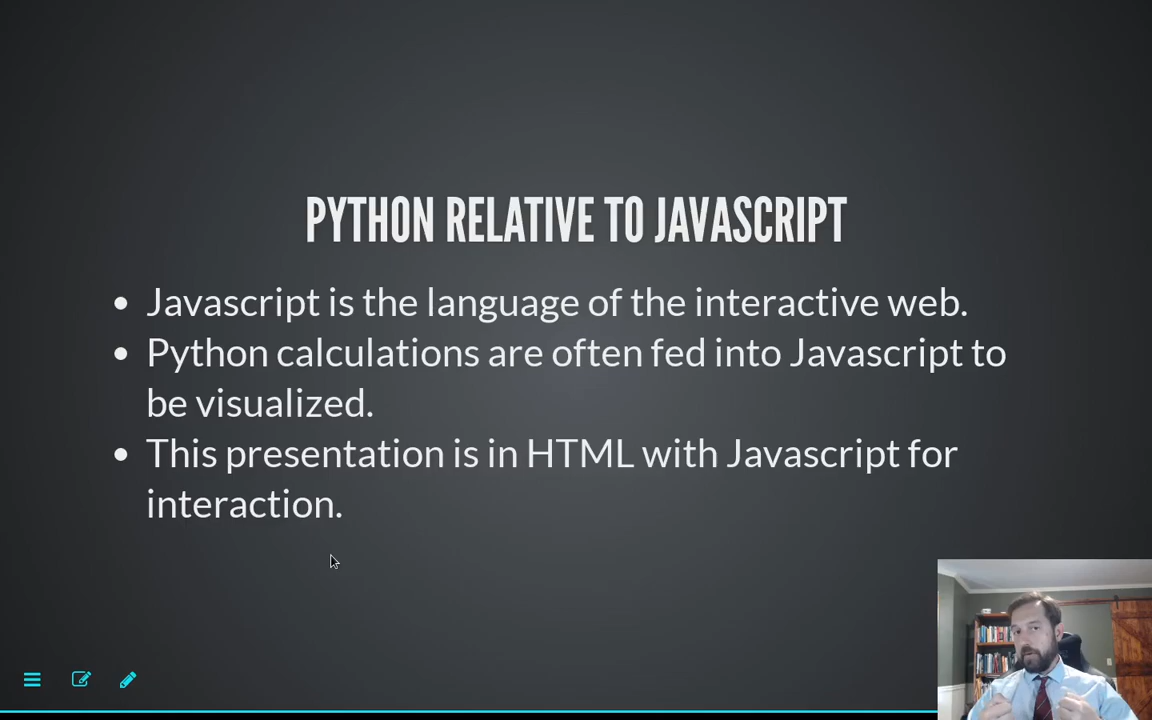 PYTHON RELATIVE TO JAVASCRIPT
• Javascript is the language of the interactive web.
• Python calculations are often fed into Javascript to
be visualized.
• This presentation is in HTML with Javascript for
interaction.